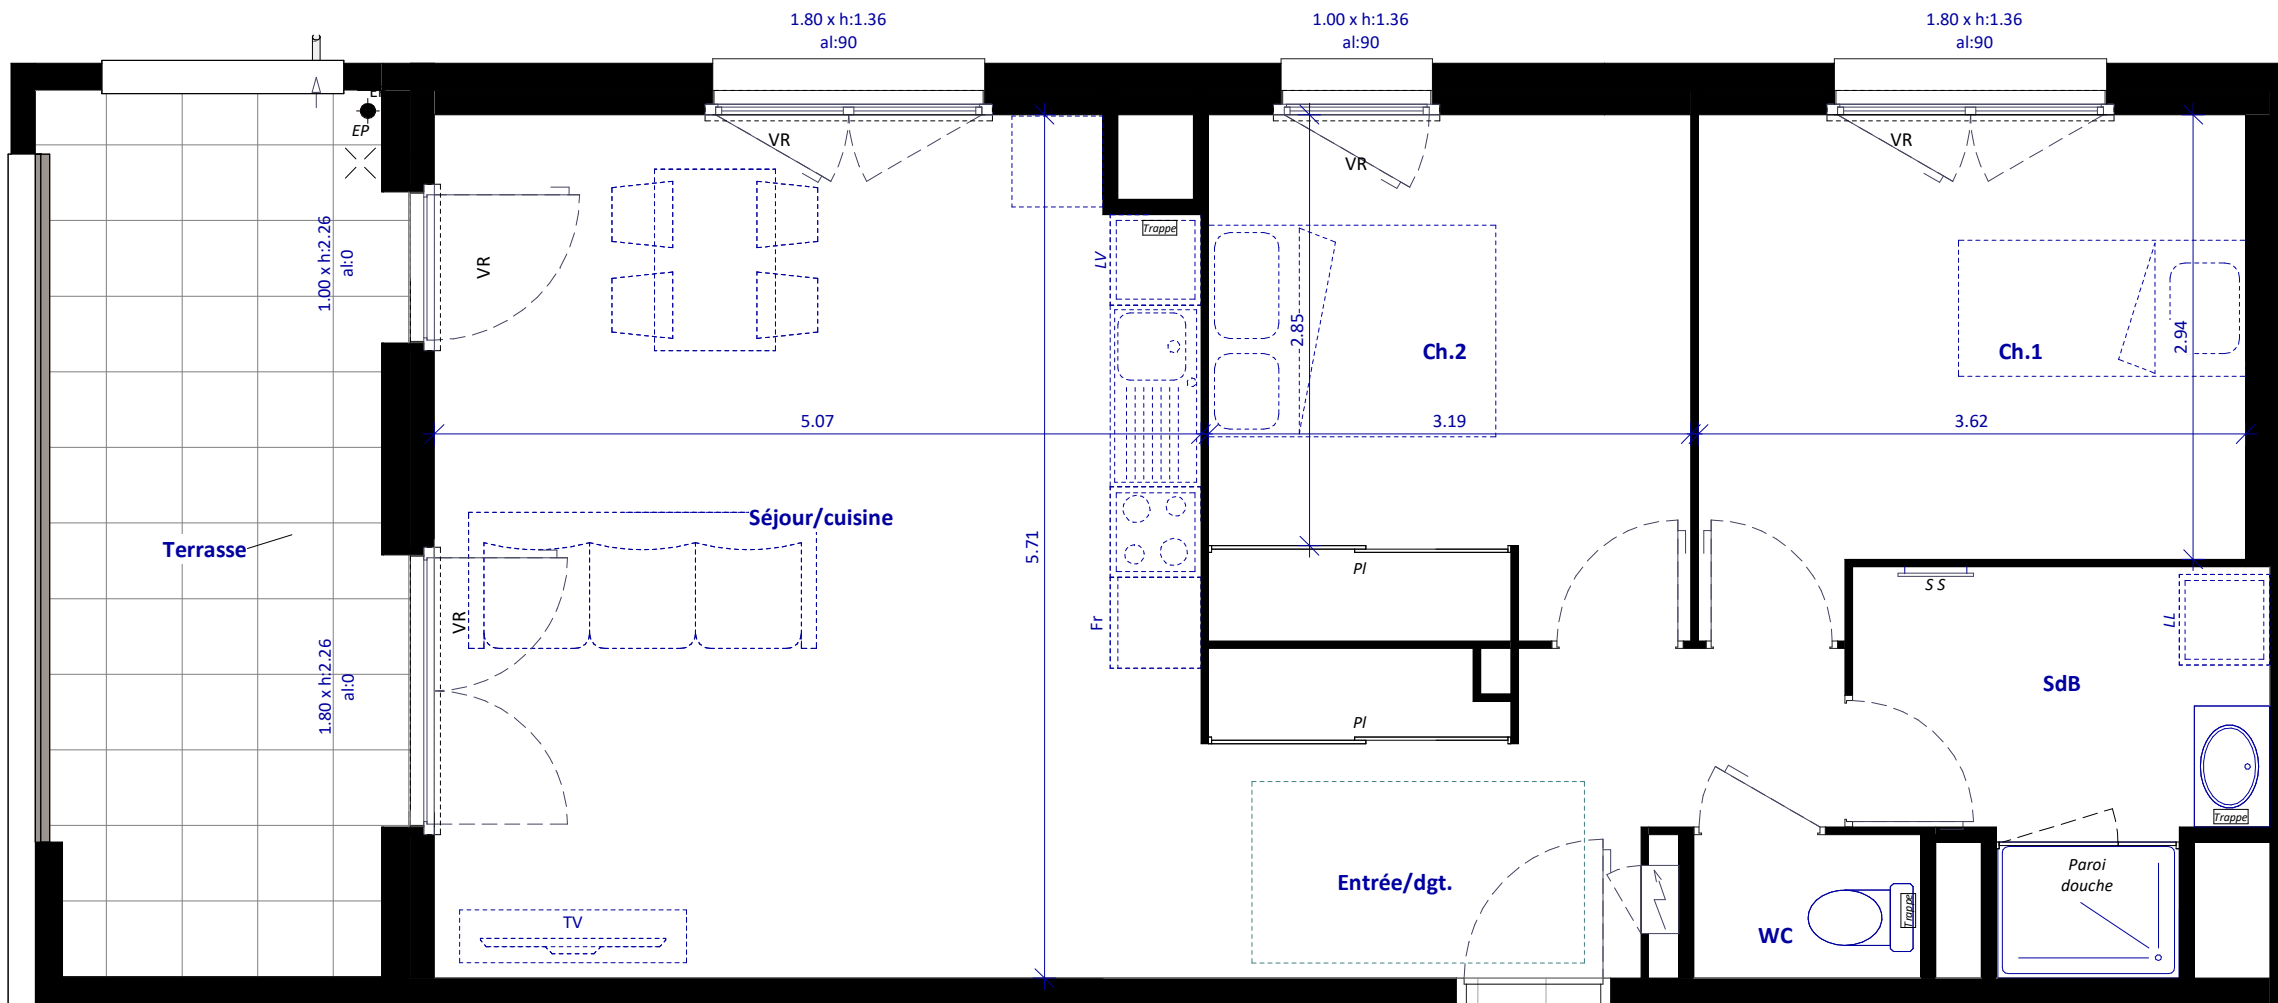 1.80 x h:1.36
al:90
1.00 x h:1.36
al:90
1.80 x h:1.36
al:90
EP
VR
VR
VR
1.00 x h:2.26
al:0
VR
Trappe
LV
2.85
Ch.2
Ch.1
2.94
5.07
3.19
3.62
Séjour/cuisine
Terrasse
5.71
Pl
S S
VR
Fr
LL
1.80 x h:2.26
al:0
SdB
Pl
Trappe
Paroi
douche
Entrée/dgt.
TV
WC
Trappe